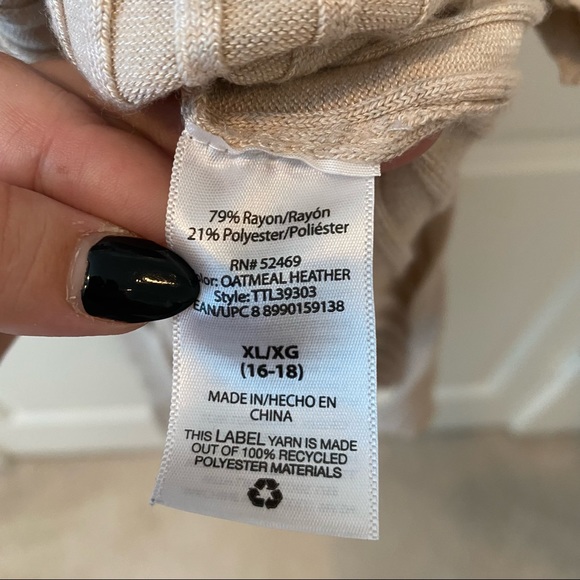 79% Rayon/Rayón
21% Polyester/Poliéster
RN# 52469
olor: OATMEAL HEATHER
Style: TTL39303
EAN/UPC 8 8990159138
XL/XG
(16-18)
MADE IN/HECHO EN
CHINA
THIS LABEL YARN IS MADE
OUT OF 100% RECYCLED
POLYESTER MATERIALS